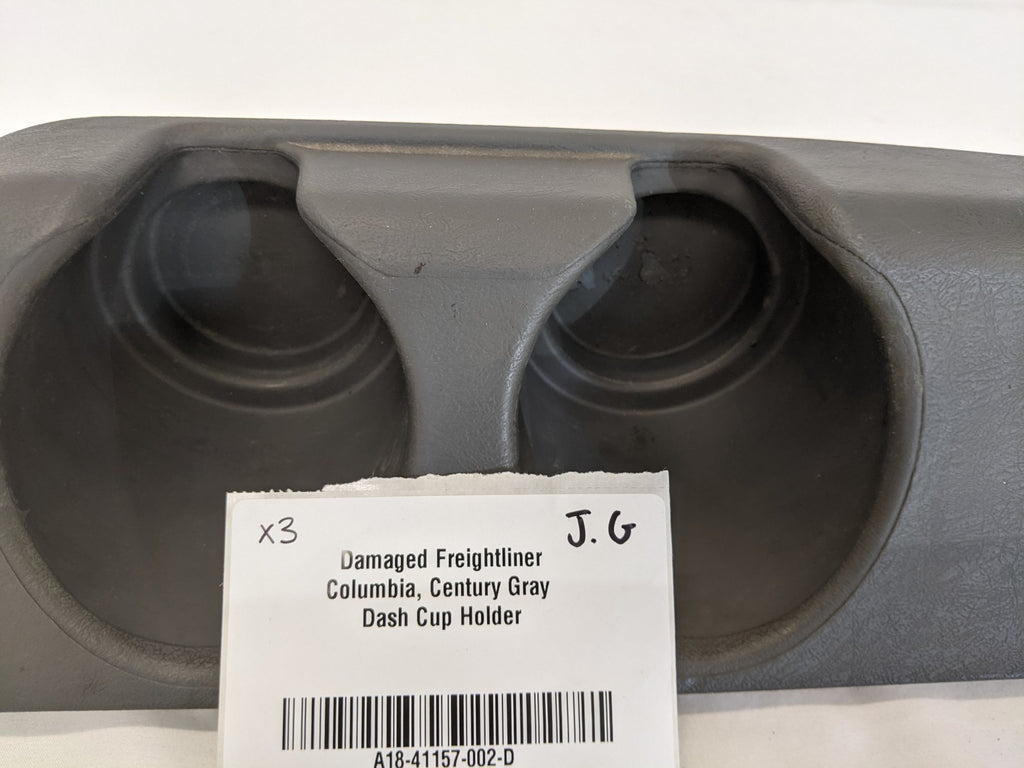 x3 J.G
Damaged Freightliner
Columbia, Century Gray
Dash Cup Holder
A18-41157-002-D